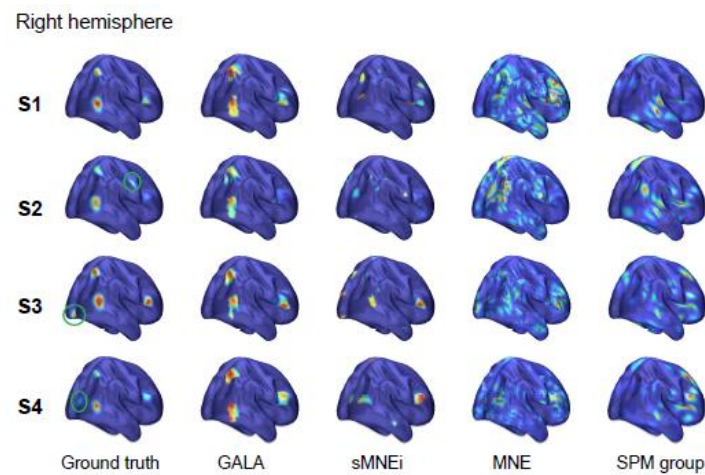 Right hemisphere
S1
S2
S3
S4
Ground truth GALA sMNEi MNE SPM group